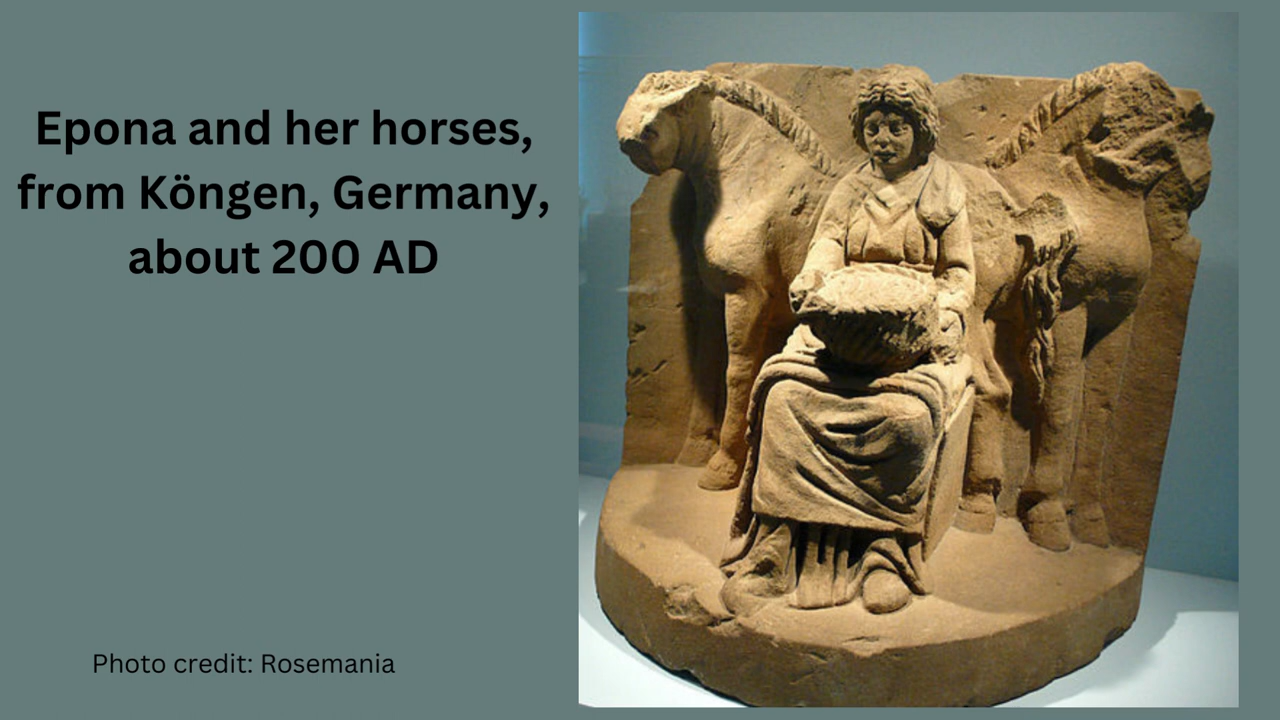 Epona and her horses,
from Köngen, Germany,
about 200 AD
Photo credit: Rosemania